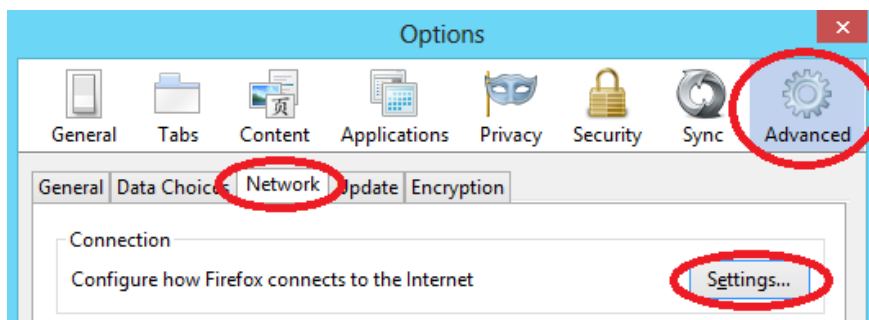 Options
页
General Tabs Content Applications Privacy Security Sync Advanced
General Data Choices Network Update Encryption
Connection
Configure how Firefox connects to the Internet Settings...